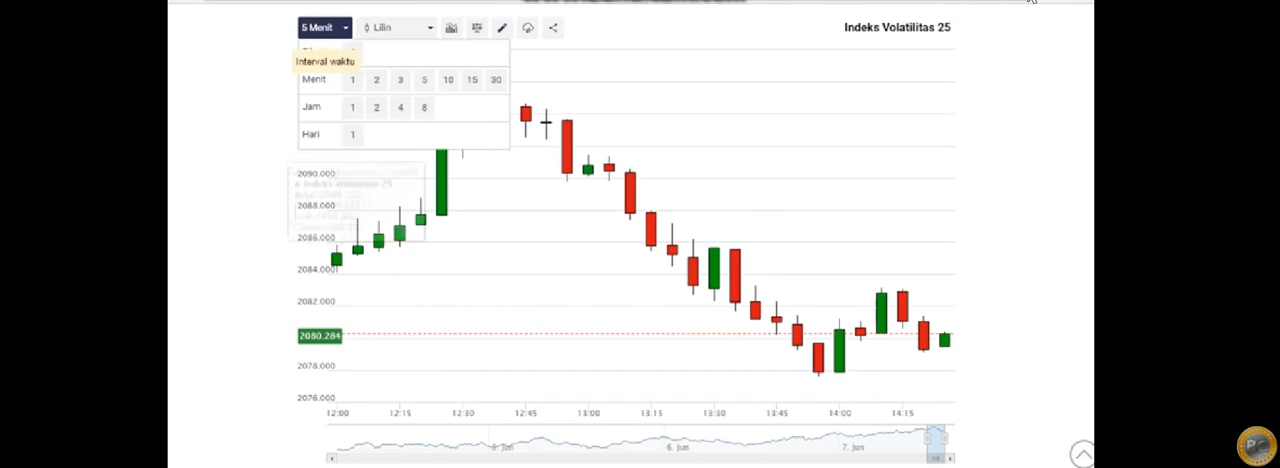 5 Menit
Lilin
Indeks Volatilitas 25
Interval waktu
Menit 1 2 3 5 10 15 30
Jam 1 2 4 8
Hari 1
2090.000
2088.000
2086.000
2084.000
2082.000
2080.284
2078.000
2076.000
12:00 12:15 12:30 12:45 13:00 13:15 13:30 13:45 14:00 14:15
5. Jun 6. Jun 7. Jun